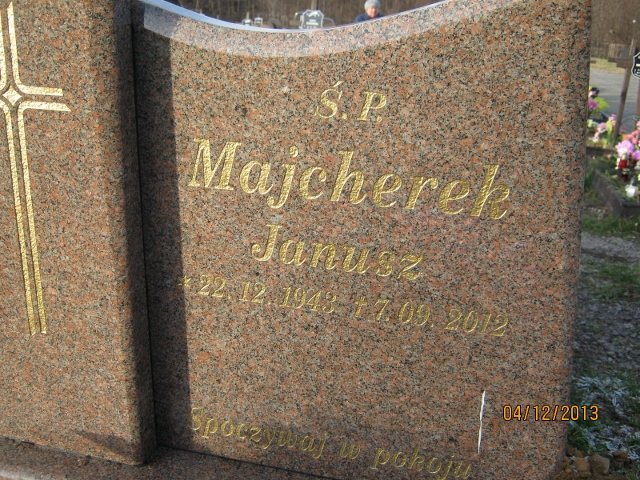 Ś. P.
Majcherek
Janusz
* 22. 12. 1943 ✝ 7. 09. 2012
Spoczywaj w pokoju
04/12/2013